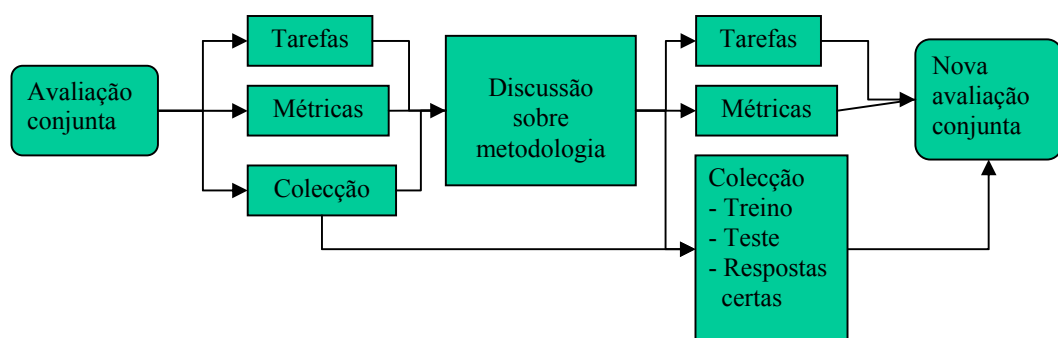 Avaliação
conjunta
Tarefas
Métricas
Colecção
Discussão
sobre
metodologia
Tarefas
Métricas
Colecção
- Treino
- Teste
- Respostas
certas
Nova
avaliação
conjunta